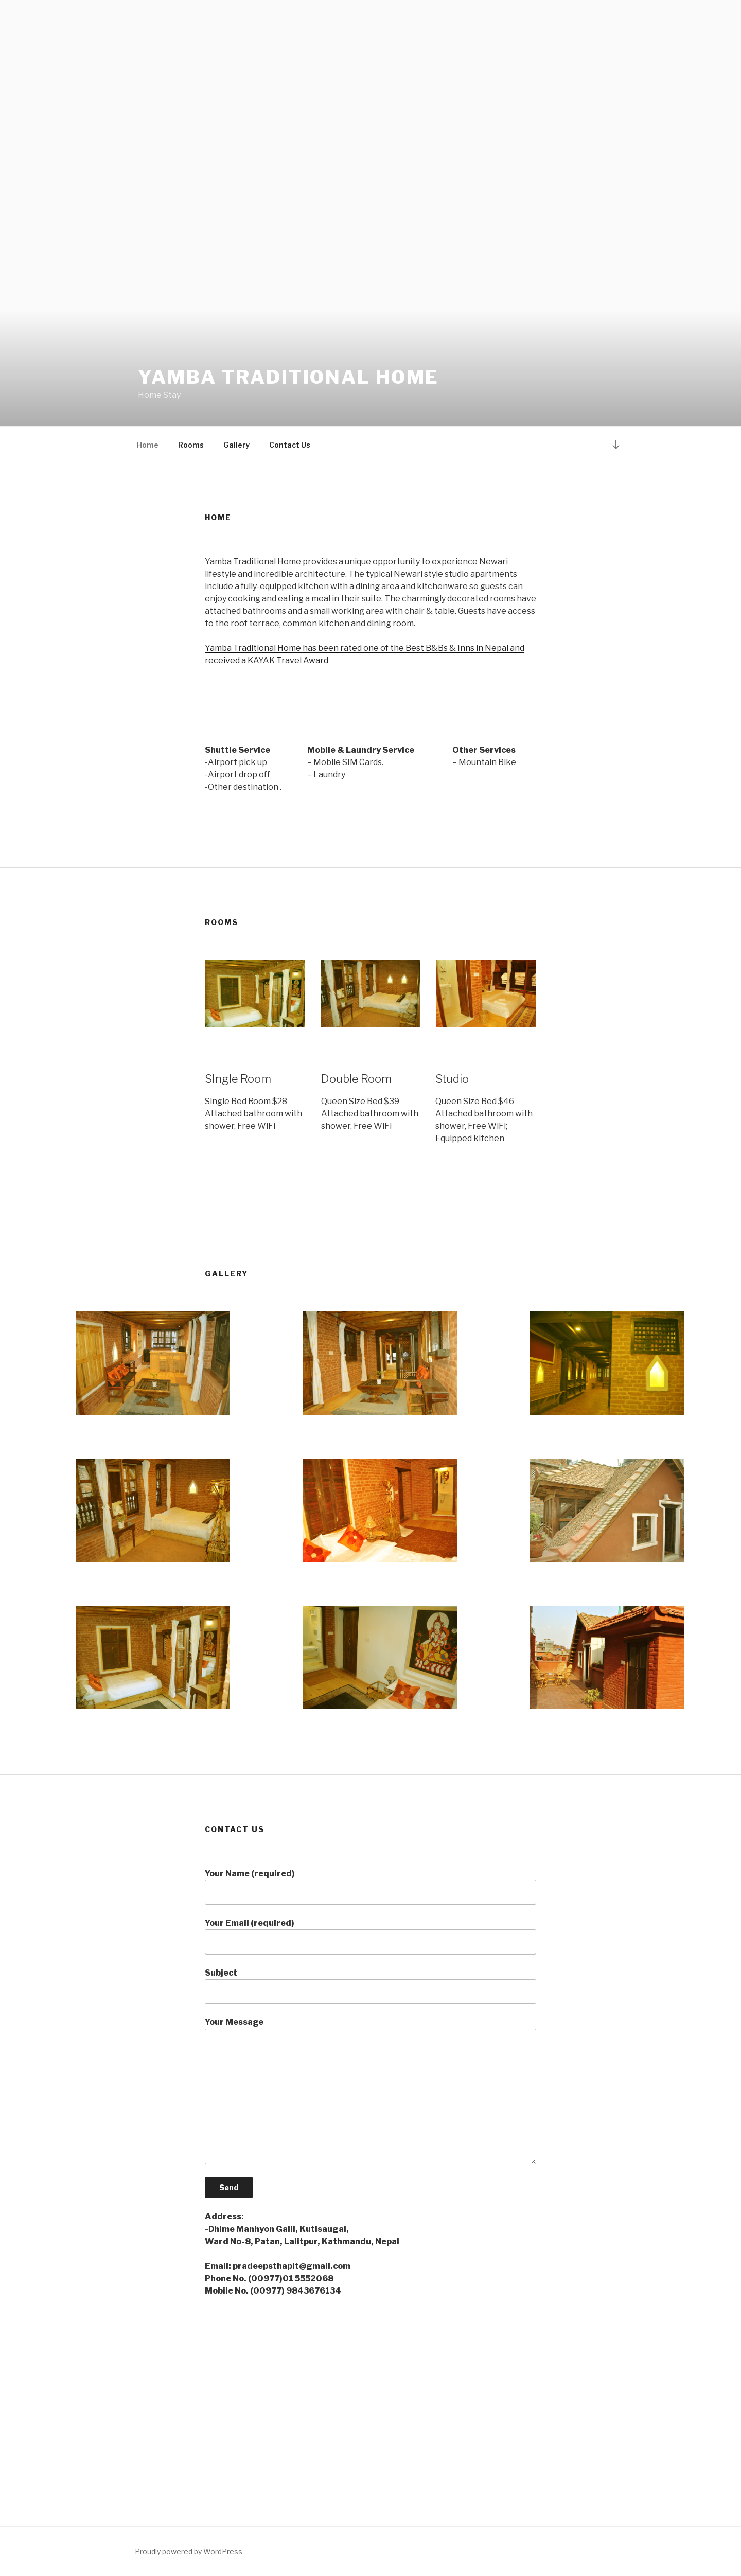 YAMBA TRADITIONAL HOME
Home Stay
Home
Rooms
Gallery
Contact Us
HOME
Yamba Traditional Home provides a unique opportunity to experience Newari
lifestyle and incredible architecture. The typical Newari style studio apartments
include a fully-equipped kitchen with a dining area and kitchenware so guests can
enjoy cooking and eating a meal in their suite. The charmingly decorated rooms have
attached bathrooms and a small working area with chair & table. Guests have access
to the roof terrace, common kitchen and dining room.
Yamba Traditional Home has been rated one of the Best B&Bs & Inns in Nepal and
received a KAYAK Travel Award
Shuttle Service
-Airport pick up
-Airport drop off
-Other destination .
Mobile & Laundry Service
– Mobile SIM Cards.
– Laundry
Other Services
– Mountain Bike
ROOMS
SIngle Room
Single Bed Room $28
Attached bathroom with
shower, Free WiFi
Double Room
Queen Size Bed $39
Attached bathroom with
shower, Free WiFi
Studio
Queen Size Bed $46
Attached bathroom with
shower, Free WiFi;
Equipped kitchen
GALLERY
CONTACT US
Your Name (required)
Your Email (required)
Subject
Your Message
Send
Address:
-Dhime Manhyon Galli, Kutisaugal,
Ward No-8, Patan, Lalitpur, Kathmandu, Nepal
Email: pradeepsthapit@gmail.com
Phone No. (00977)01 5552068
Mobile No. (00977) 9843676134
Proudly powered by WordPress